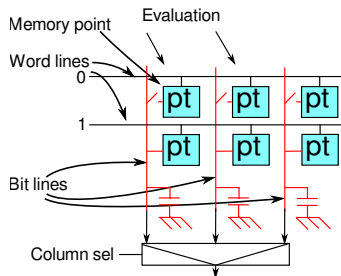 Evaluation
Memory point
Word lines
0
pt pt pt
1
pt pt pt
Bit lines
Column sel